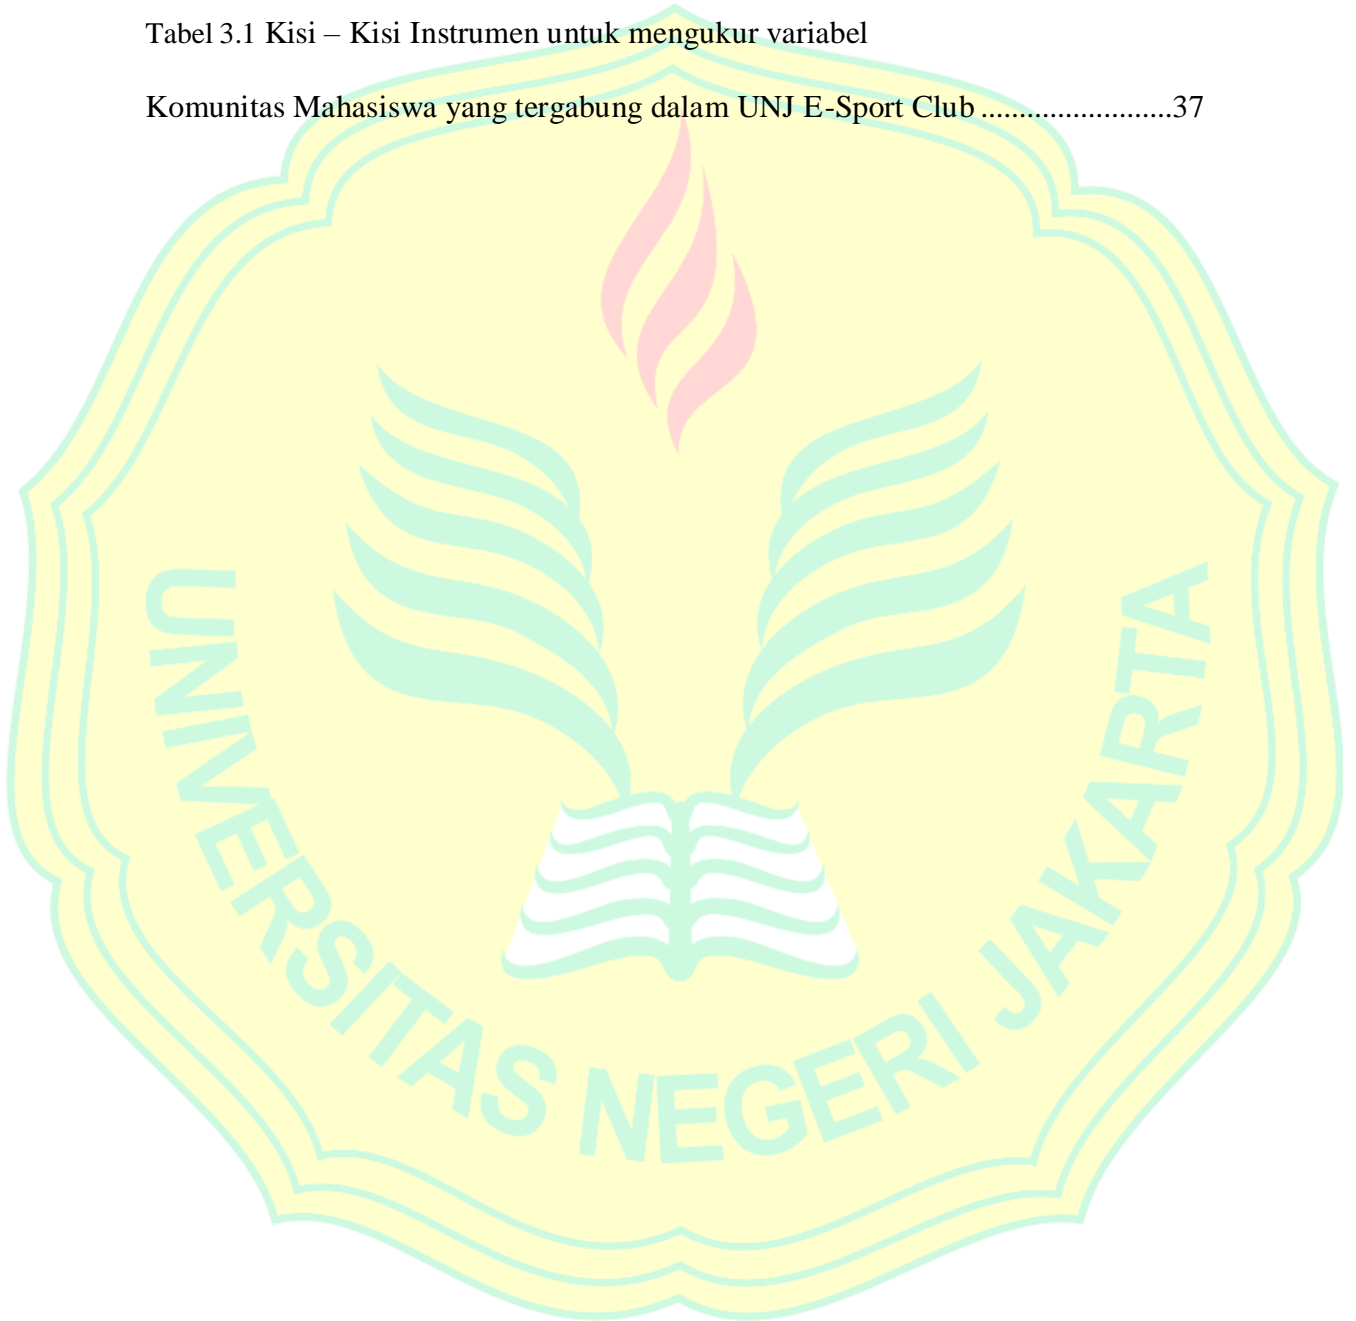 Tabel 3.1 Kisi – Kisi Instrumen untuk mengukur variabel
Komunitas Mahasiswa yang tergabung dalam UNJ E-Sport Club ........................37
UNIVERSITAS NEGERI JAKARTA